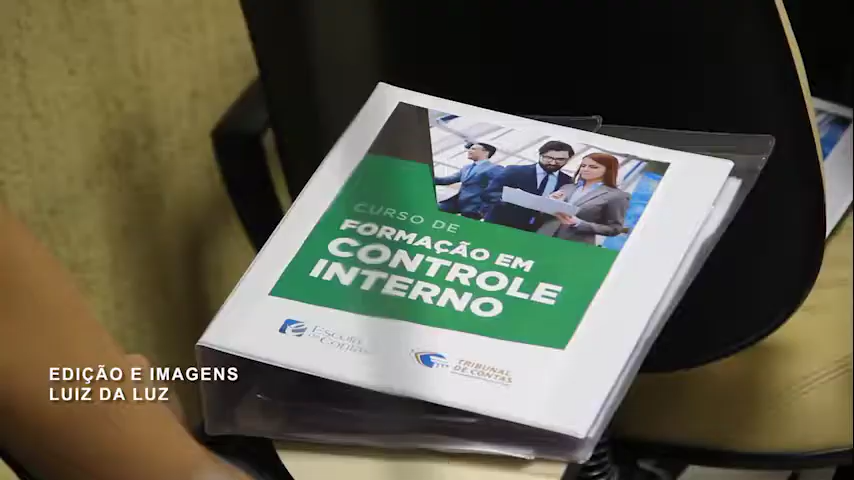 CURSO DE
FORMAÇÃO EM
CONTROLE
INTERNO
Escola
de Contas
TRIBUNAL
DE CONTAS
EDIÇÃO E IMAGENS
LUIZ DA LUZ